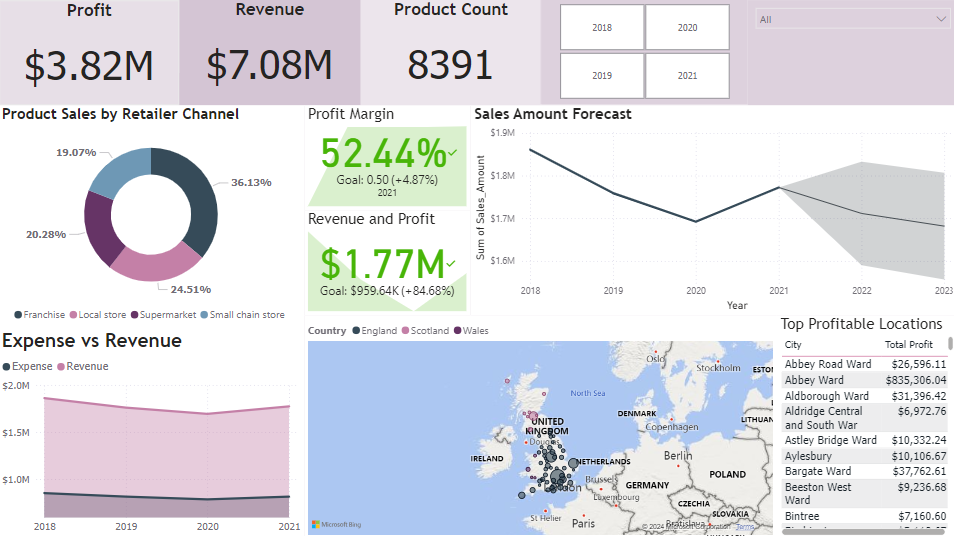 Profit
$3.82M
Revenue
$7.08M
Product Count
8391
2018
2020
2019
2021
All
Product Sales by Retailer Channel
19.07%
36.13%
20.28%
24.51%
Franchise Local store Supermarket Small chain store
Profit Margin
52.44%
Goal: 0.50 (+4.87%)
2021
Revenue and Profit
$1.77M
Goal: $959.64K (+84.68%)
Sales Amount Forecast
Sum of Sales_Amount
$1.9M
$1.8M
$1.7M
$1.6M
2018 2019 2020 2021 2022 2023
Year
Expense vs Revenue
Expense Revenue
$2.0M
$1.5M
$1.0M
2018 2019 2020 2021
Country England Scotland Wales
Oslo
Stockholm
North Sea
ESTO
UNITED
KINGDOM
DENMARK
Copenhagen
LITHUAN
Douglas
IRELAND
NETHERLANDS
Berlin
POLAND
Brussels
GERMANY
Luxembourg
CZECHIA
SLOVAKIA
St Helier
Paris
Bratislava
HUNGARY
Microsoft Bing
© 2024 Microsoft Corporation Terms
Top Profitable Locations
City Total Profit
Abbey Road Ward $26,596.11
Abbey Ward $835,306.04
Aldborough Ward $31,396.42
Aldridge Central $6,972.76
and South War
Astley Bridge Ward $10,332.24
Aylesbury $10,106.67
Bargate Ward $37,762.61
Beeston West $9,236.68
Ward
Bintree $7,160.60